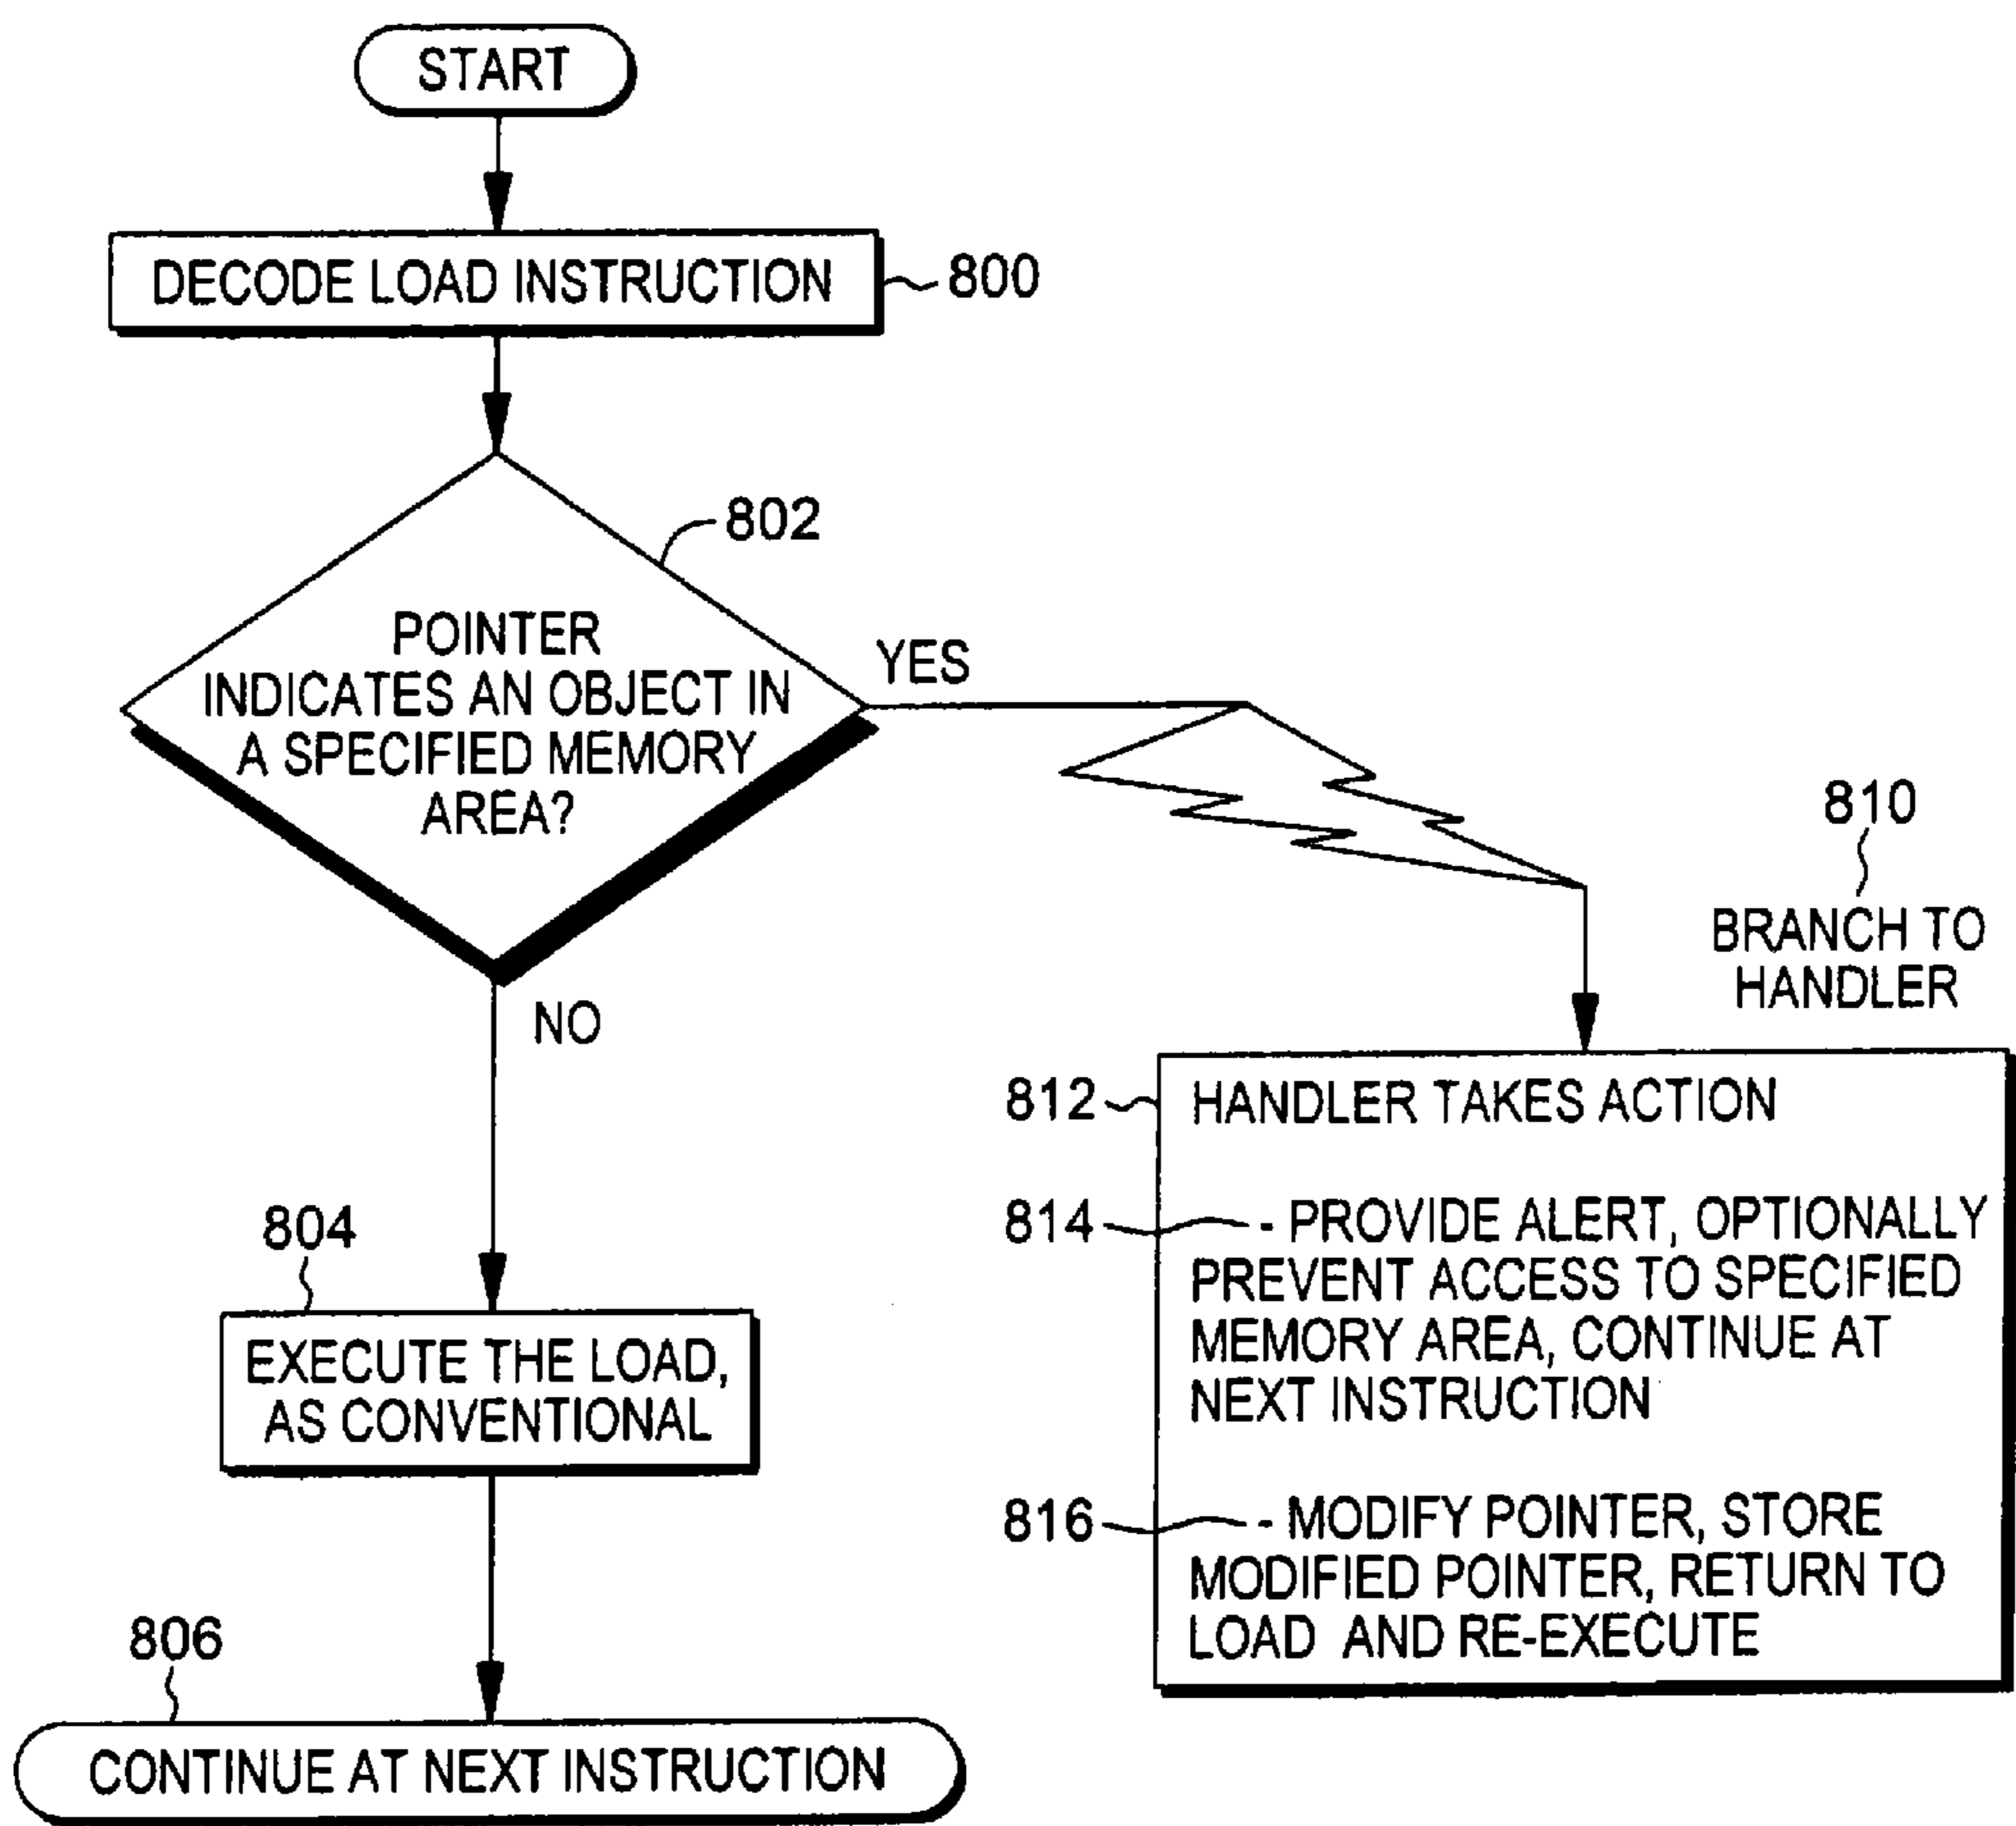 START
DECODE LOAD INSTRUCTION
800
802
POINTER
INDICATES AN OBJECT IN
A SPECIFIED MEMORY
AREA?
YES
NO
810
BRANCH TO
HANDLER
812
HANDLER TAKES ACTION
814
- PROVIDE ALERT, OPTIONALLY
PREVENT ACCESS TO SPECIFIED
MEMORY AREA, CONTINUE AT
NEXT INSTRUCTION
816
- MODIFY POINTER, STORE
MODIFIED POINTER, RETURN TO
LOAD AND RE-EXECUTE
804
EXECUTE THE LOAD,
AS CONVENTIONAL
806
CONTINUE AT NEXT INSTRUCTION